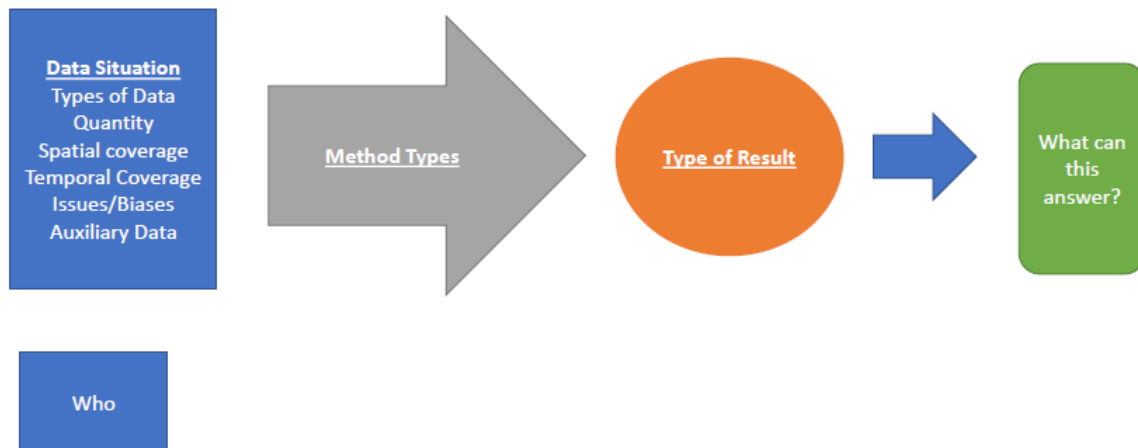 Data Situation
Types of Data
Quantity
Spatial coverage
Temporal Coverage
Issues/Biases
Auxiliary Data
Method Types
Type of Result
What can
this
answer?
Who